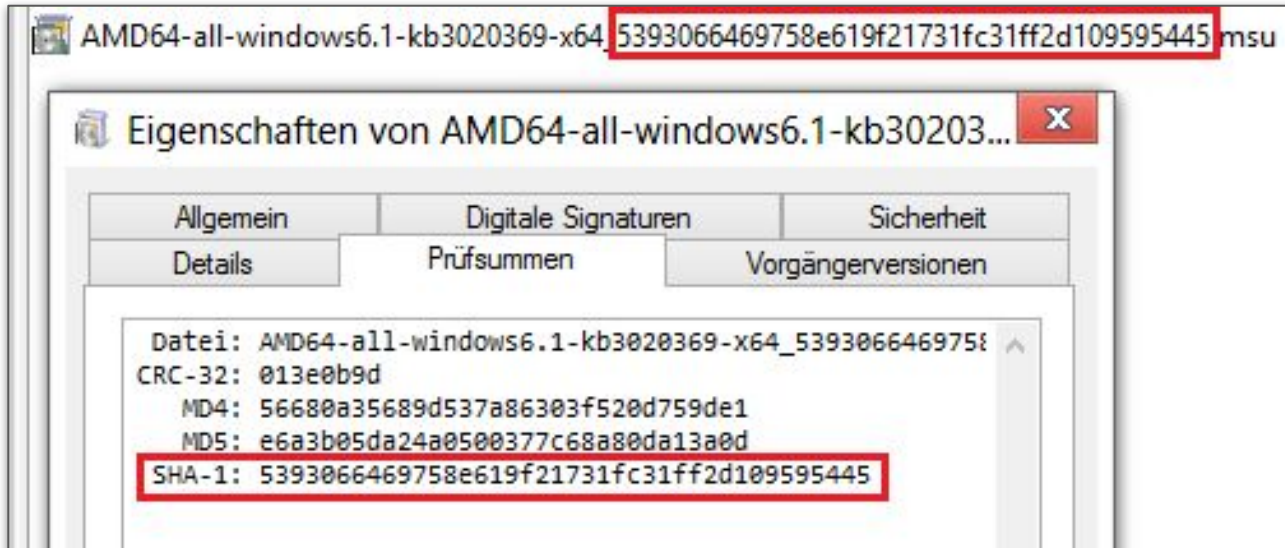 AMD64-all-windows6.1-kb3020369-x64_5393066469758e619f21731fc31ff2d109595445.msu
Eigenschaften von AMD64-all-windows6.1-kb30203... x
Allgemein Digitale Signaturen Sicherheit
Details Prüfsummen Vorgängerversionen
Datei: AMD64-all-windows6.1-kb3020369-x64_5393066469758
CRC-32: 013e0b9d
MD4: 56680a35689d537a86303f520d759de1
MD5: e6a3b05da24a0500377c68a80da13a0d
SHA-1: 5393066469758e619f21731fc31ff2d109595445